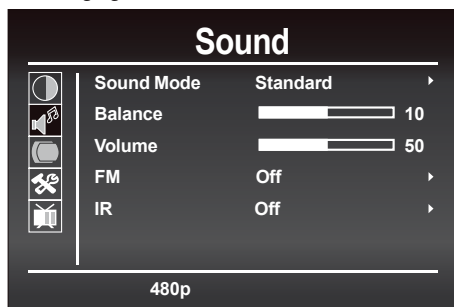 Sound
Sound Mode Standard
Balance 10
Volume 50
FM Off
IR Off
480p